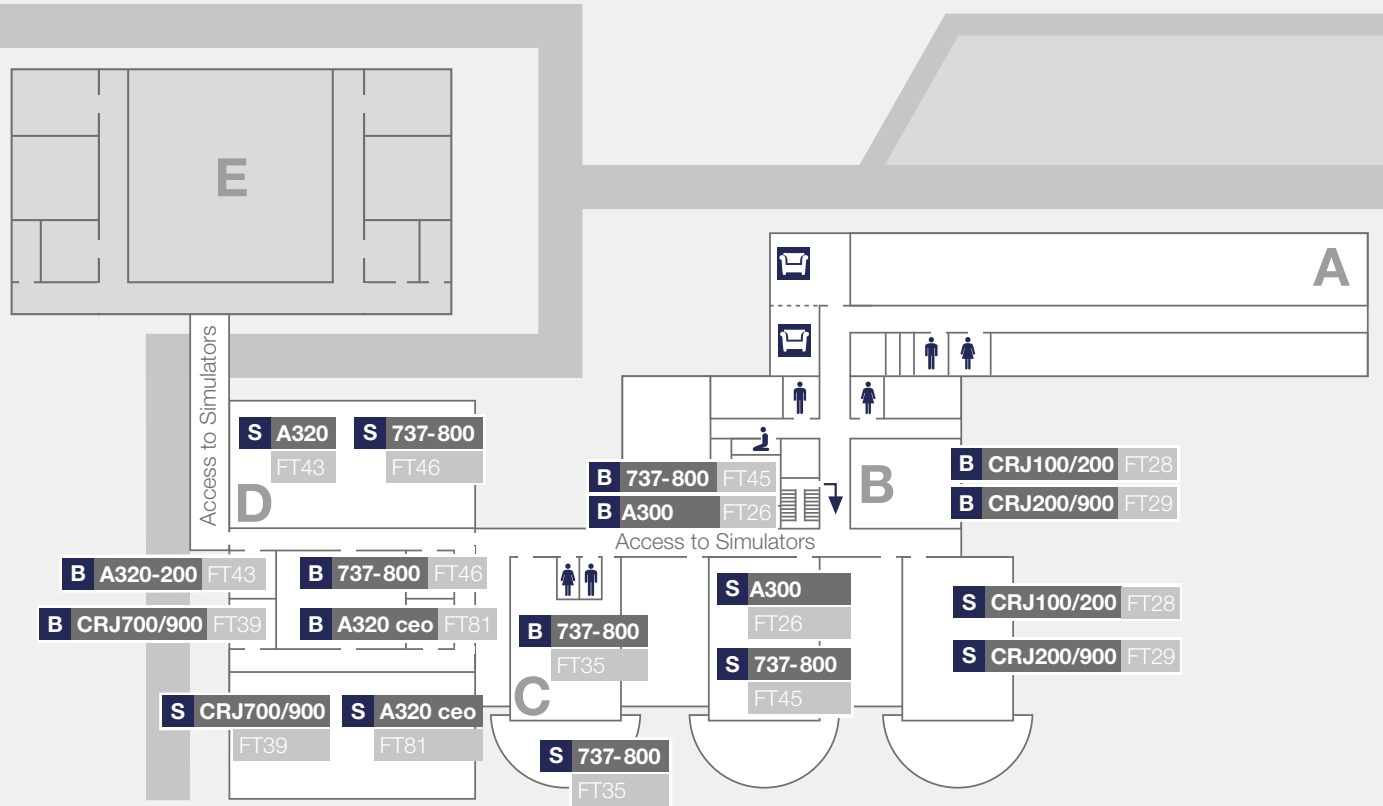 E
A
Access to Simulators
S A320
FT43
S 737-800
FT46
D
B 737-800 FT45
B A300 FT26
B
B CRJ100/200 FT28
B CRJ200/900 FT29
Access to Simulators
B A320-200 FT43
B 737-800 FT46
B CRJ700/900 FT39
B A320 ceo FT81
B 737-800
FT35
C
S A300
FT26
S 737-800
FT45
S CRJ100/200 FT28
S CRJ200/900 FT29
S CRJ700/900
FT39
S A320 ceo
FT81
S 737-800
FT35